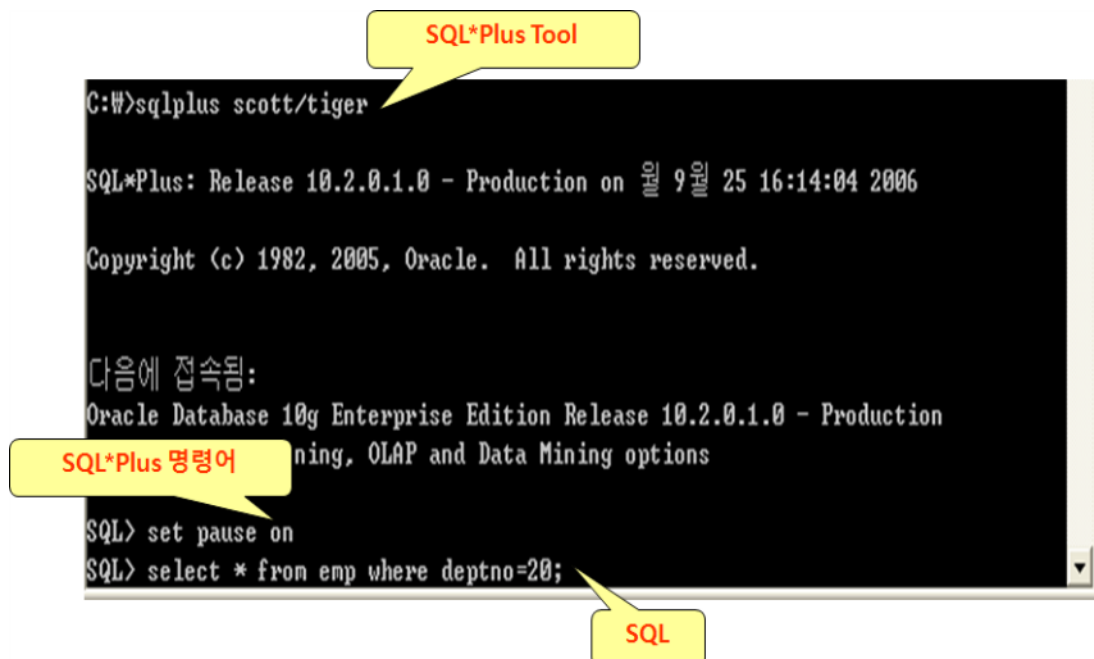 SQL*Plus Tool
C:₩>sqlplus scott/tiger
SQL*Plus: Release 10.2.0.1.0 - Production on 월 9월 25 16:14:04 2006
Copyright (c) 1982, 2005, Oracle.  All rights reserved.
다음에 접속됨:
Oracle Database 10g Enterprise Edition Release 10.2.0.1.0 - Production
SQL*Plus 명령어
ning, OLAP and Data Mining options
SQL> set pause on
SQL> select * from emp where deptno=20;
SQL